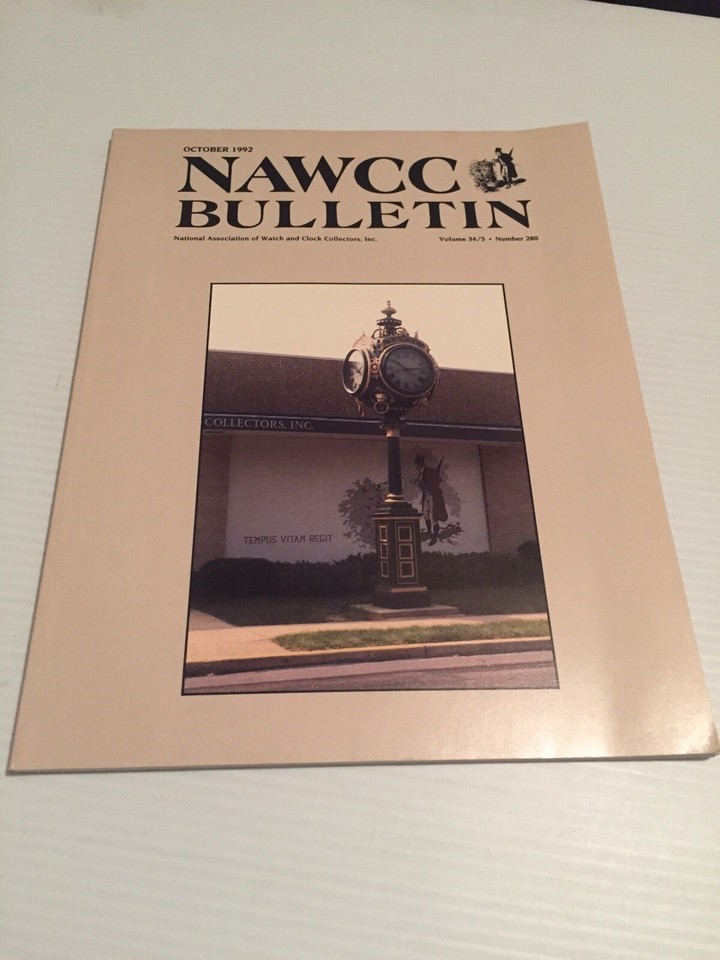 OCTOBER 1992
NAWCC
BULLETIN
National Association of Watch and Clock Collectors, Inc.
Volume 34/5 • Number 280
COLLECTORS, INC.
TEMPUS VITAM REGIT